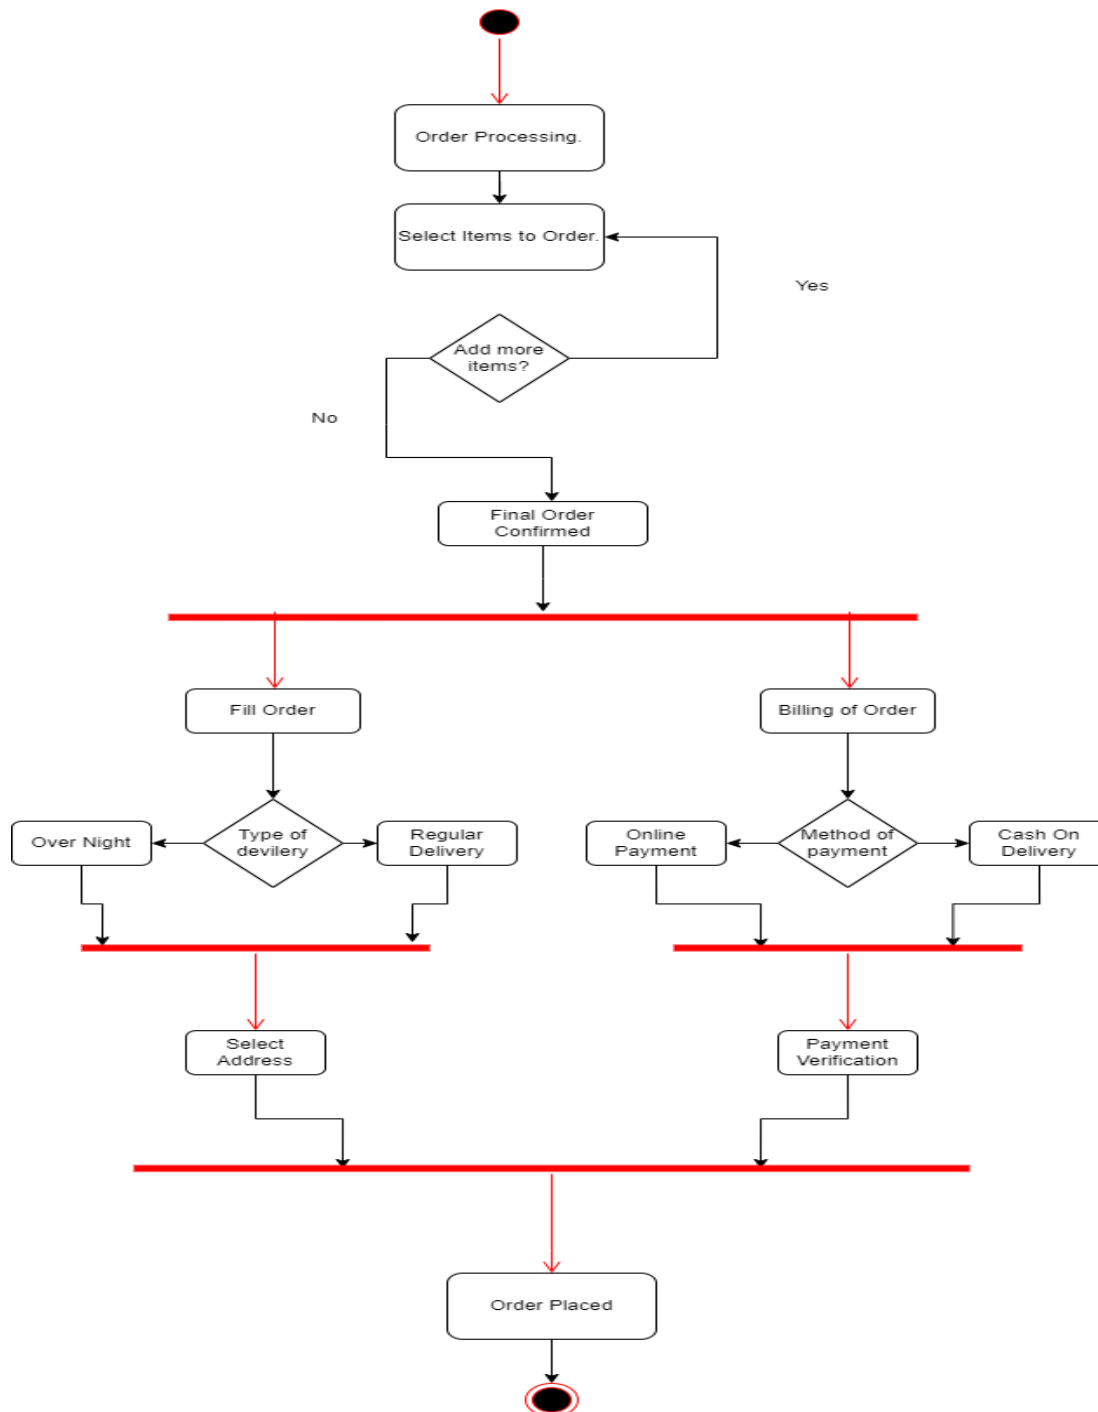 Order Processing.
Select Items to Order.
Yes
Add more
items?
No
Final Order
Confirmed
Fill Order
Billing of Order
Over Night
Type of
devilery
Regular
Delivery
Online
Payment
Method of
payment
Cash On
Delivery
Select
Address
Payment
Verification
Order Placed